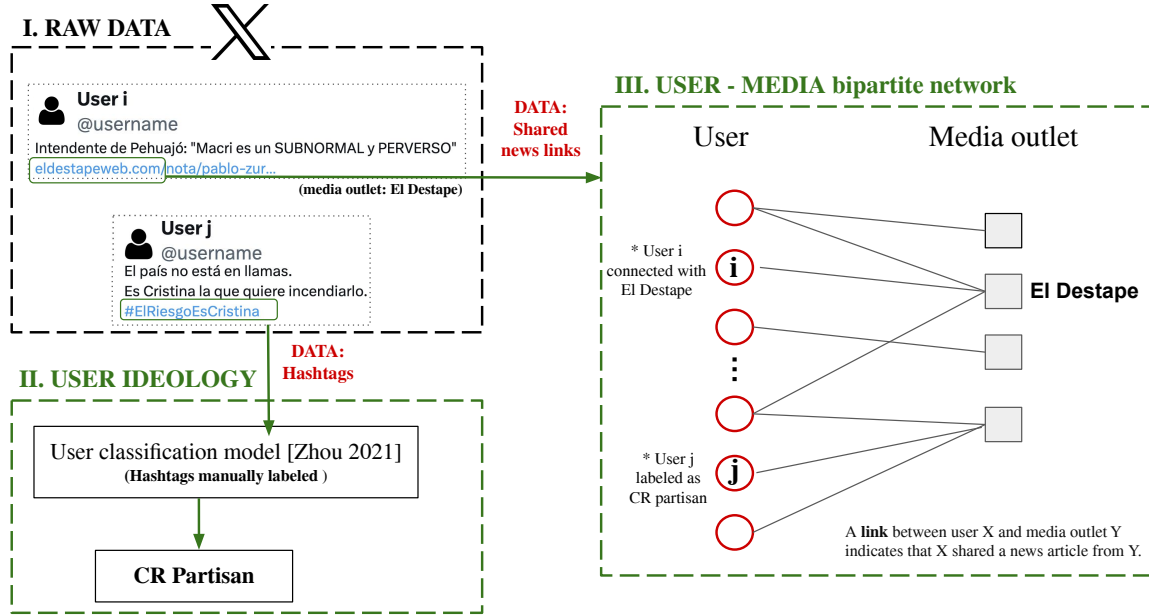 I. RAW DATA
User i
@username
Intendente de Pehuajó: "Macri es un SUBNORMAL y PERVERSO"
eldestapeweb.com/nota/pablo-zur...
(media outlet: El Destape)
User j
@username
El país no está en llamas.
Es Cristina la que quiere incendiarlo.
#ElRiesgoEsCristina
DATA:
Shared
news links
DATA:
Hashtags
II. USER IDEOLOGY
User classification model [Zhou 2021]
(Hashtags manually labeled )
CR Partisan
III. USER - MEDIA bipartite network
User
Media outlet
* User i
connected with
El Destape
i
El Destape
* User j
labeled as
CR partisan
j
A link between user X and media outlet Y
indicates that X shared a news article from Y.